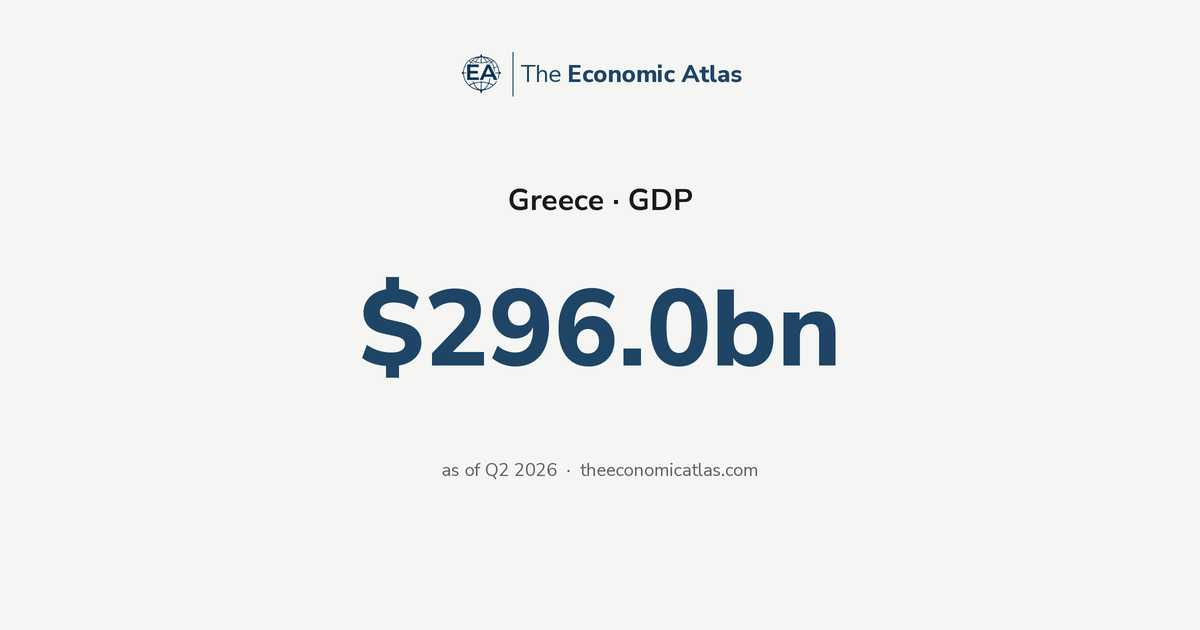 EA The Economic Atlas
Greece · GDP
$296.0bn
as of Q2 2026 · theeconomicatlas.com